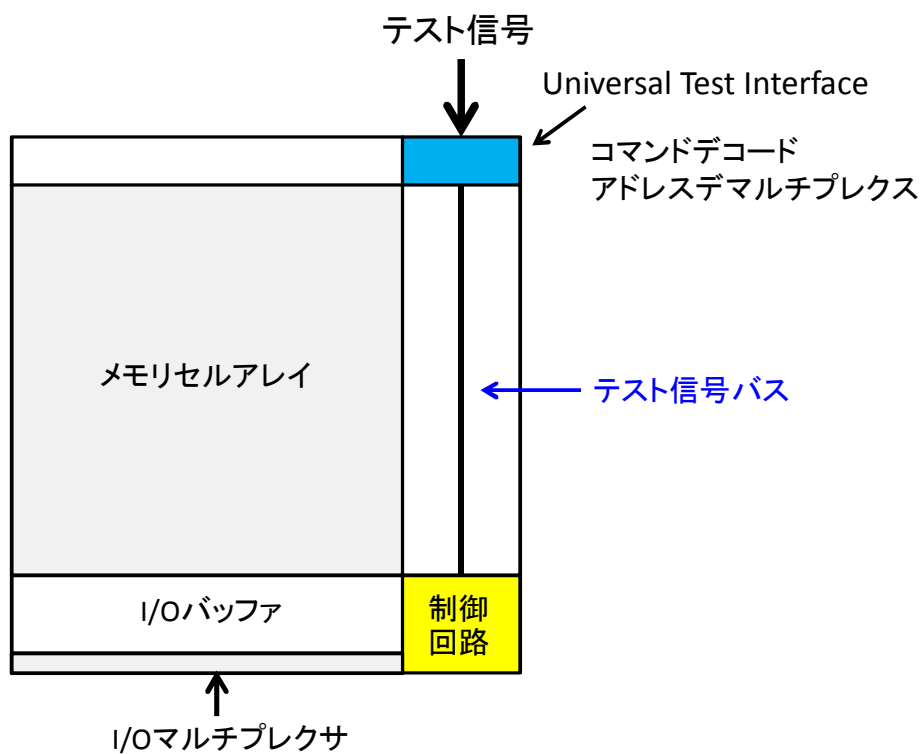 テスト信号
Universal Test Interface
コマンドデコード
アドレスデマルチプレクス
メモリセルアレイ
テスト信号バス
I/Oバッファ
制御
回路
I/Oマルチプレクサ